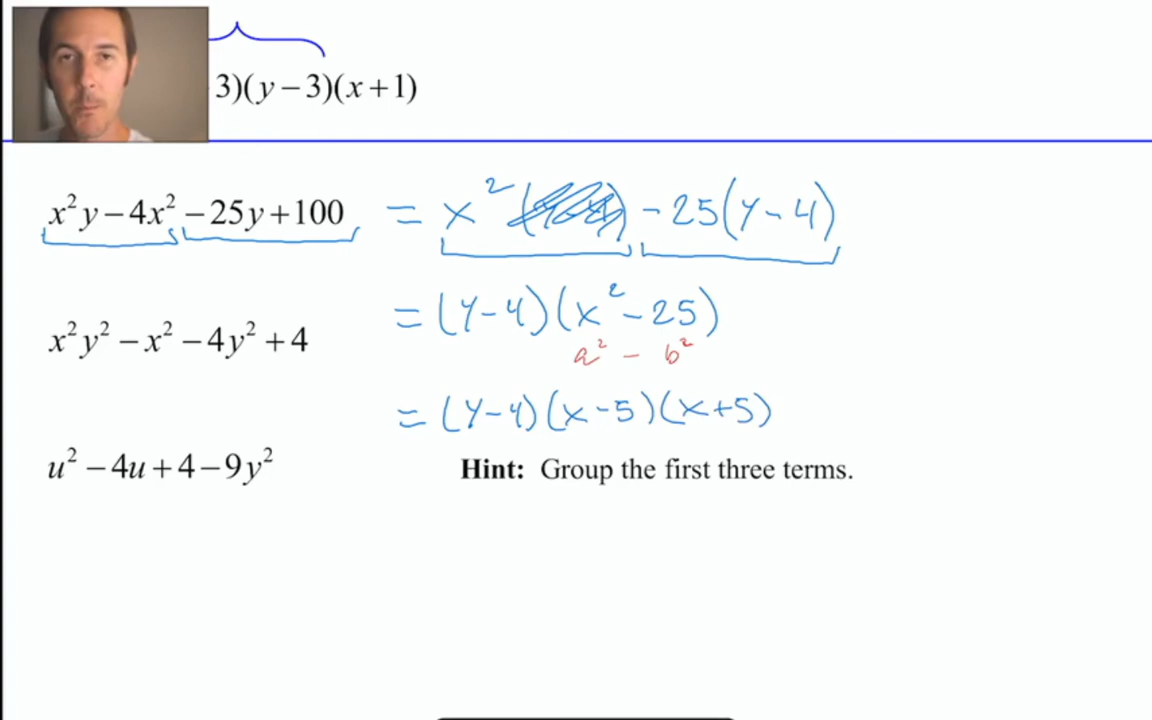 3)(y − 3)(x + 1)
x²y − 4x² − 25y + 100 = x² ( ) − 25(y − 4)
= (y − 4)(x² − 25)
a² − b²
x²y² − x² − 4y² + 4
= (y − 4)(x − 5)(x + 5)
u² − 4u + 4 − 9y² Hint: Group the first three terms.